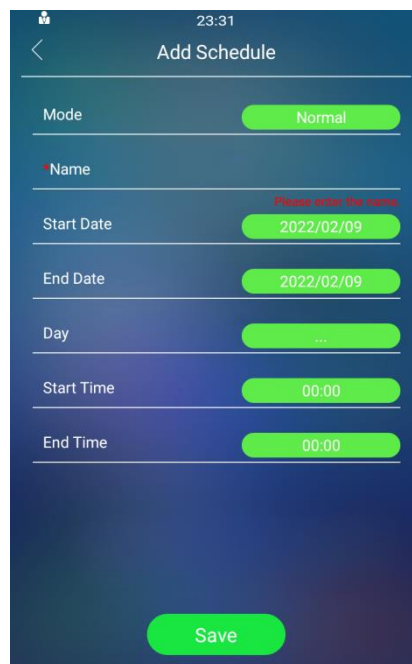 23:31
Add Schedule
Mode Normal
*Name
Please enter the name.
Start Date 2022/02/09
End Date 2022/02/09
Day ...
Start Time 00:00
End Time 00:00
Save